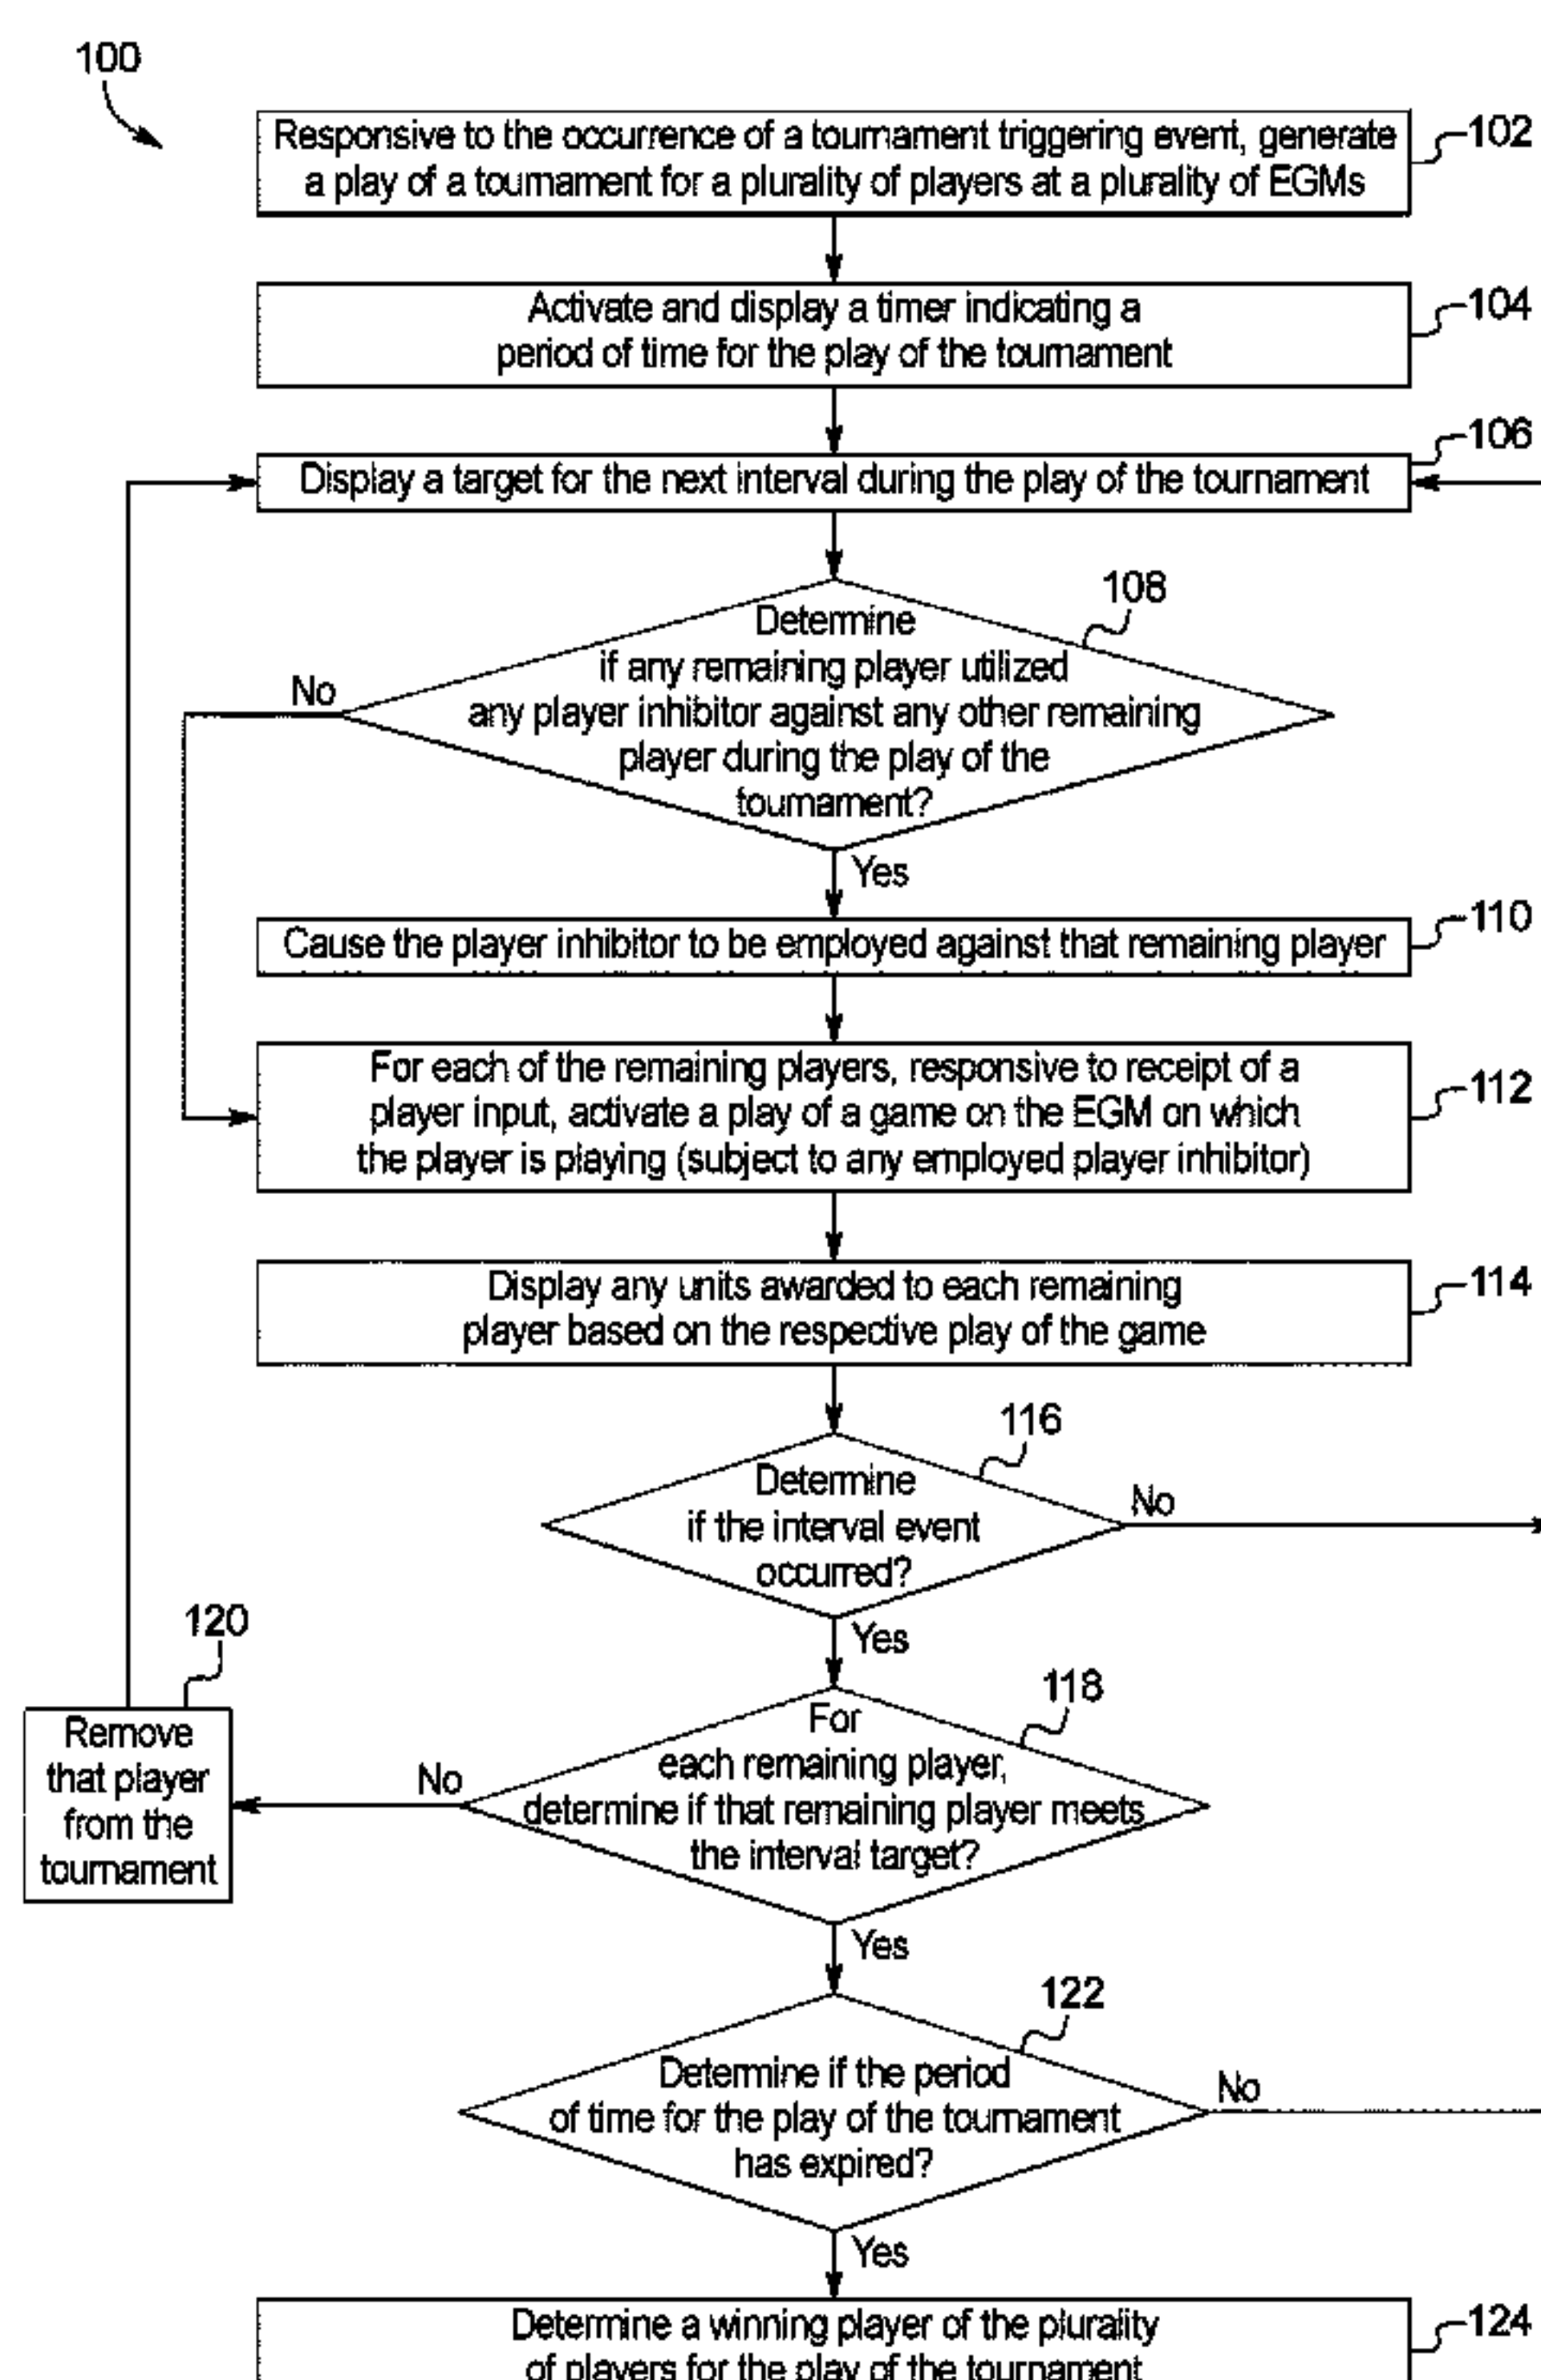 100
Responsive to the occurrence of a tournament triggering event, generate
a play of a tournament for a plurality of players at a plurality of EGMs
102
Activate and display a timer indicating a
period of time for the play of the tournament
104
106
Display a target for the next interval during the play of the tournament
108
Determine
if any remaining player utilized
any player inhibitor against any other remaining
player during the play of the
tournament?
No
Yes
Cause the player inhibitor to be employed against that remaining player
110
For each of the remaining players, responsive to receipt of a
player input, activate a play of a game on the EGM on which
the player is playing (subject to any employed player inhibitor)
112
Display any units awarded to each remaining
player based on the respective play of the game
114
116
Determine
if the interval event
occurred?
No
Yes
120
Remove
that player
from the
tournament
118
For
each remaining player,
determine if that remaining player meets
the interval target?
No
Yes
122
Determine if the period
of time for the play of the tournament
has expired?
No
Yes
Determine a winning player of the plurality
of players for the play of the tournament
124